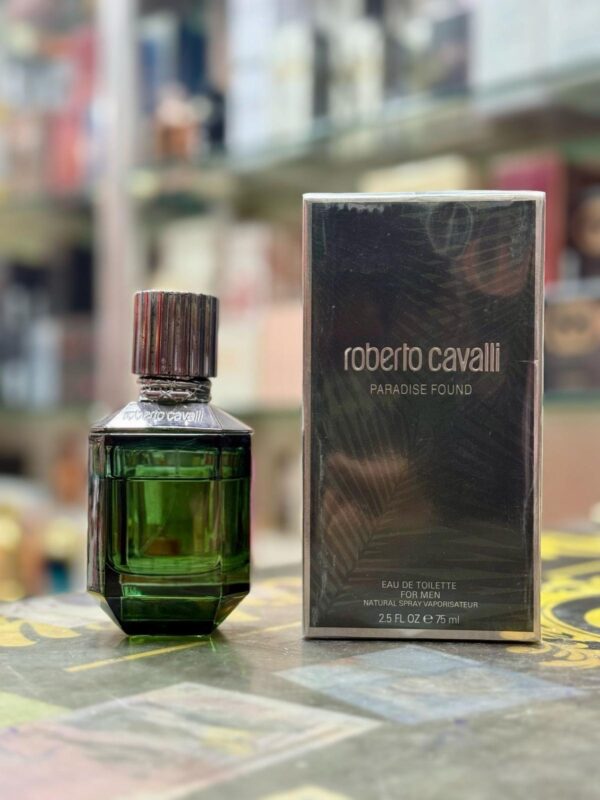 roberto cavalli
roberto cavalli
PARADISE FOUND
EAU DE TOILETTE
FOR MEN
NATURAL SPRAY VAPORISATEUR
2.5 FL OZ e 75 ml